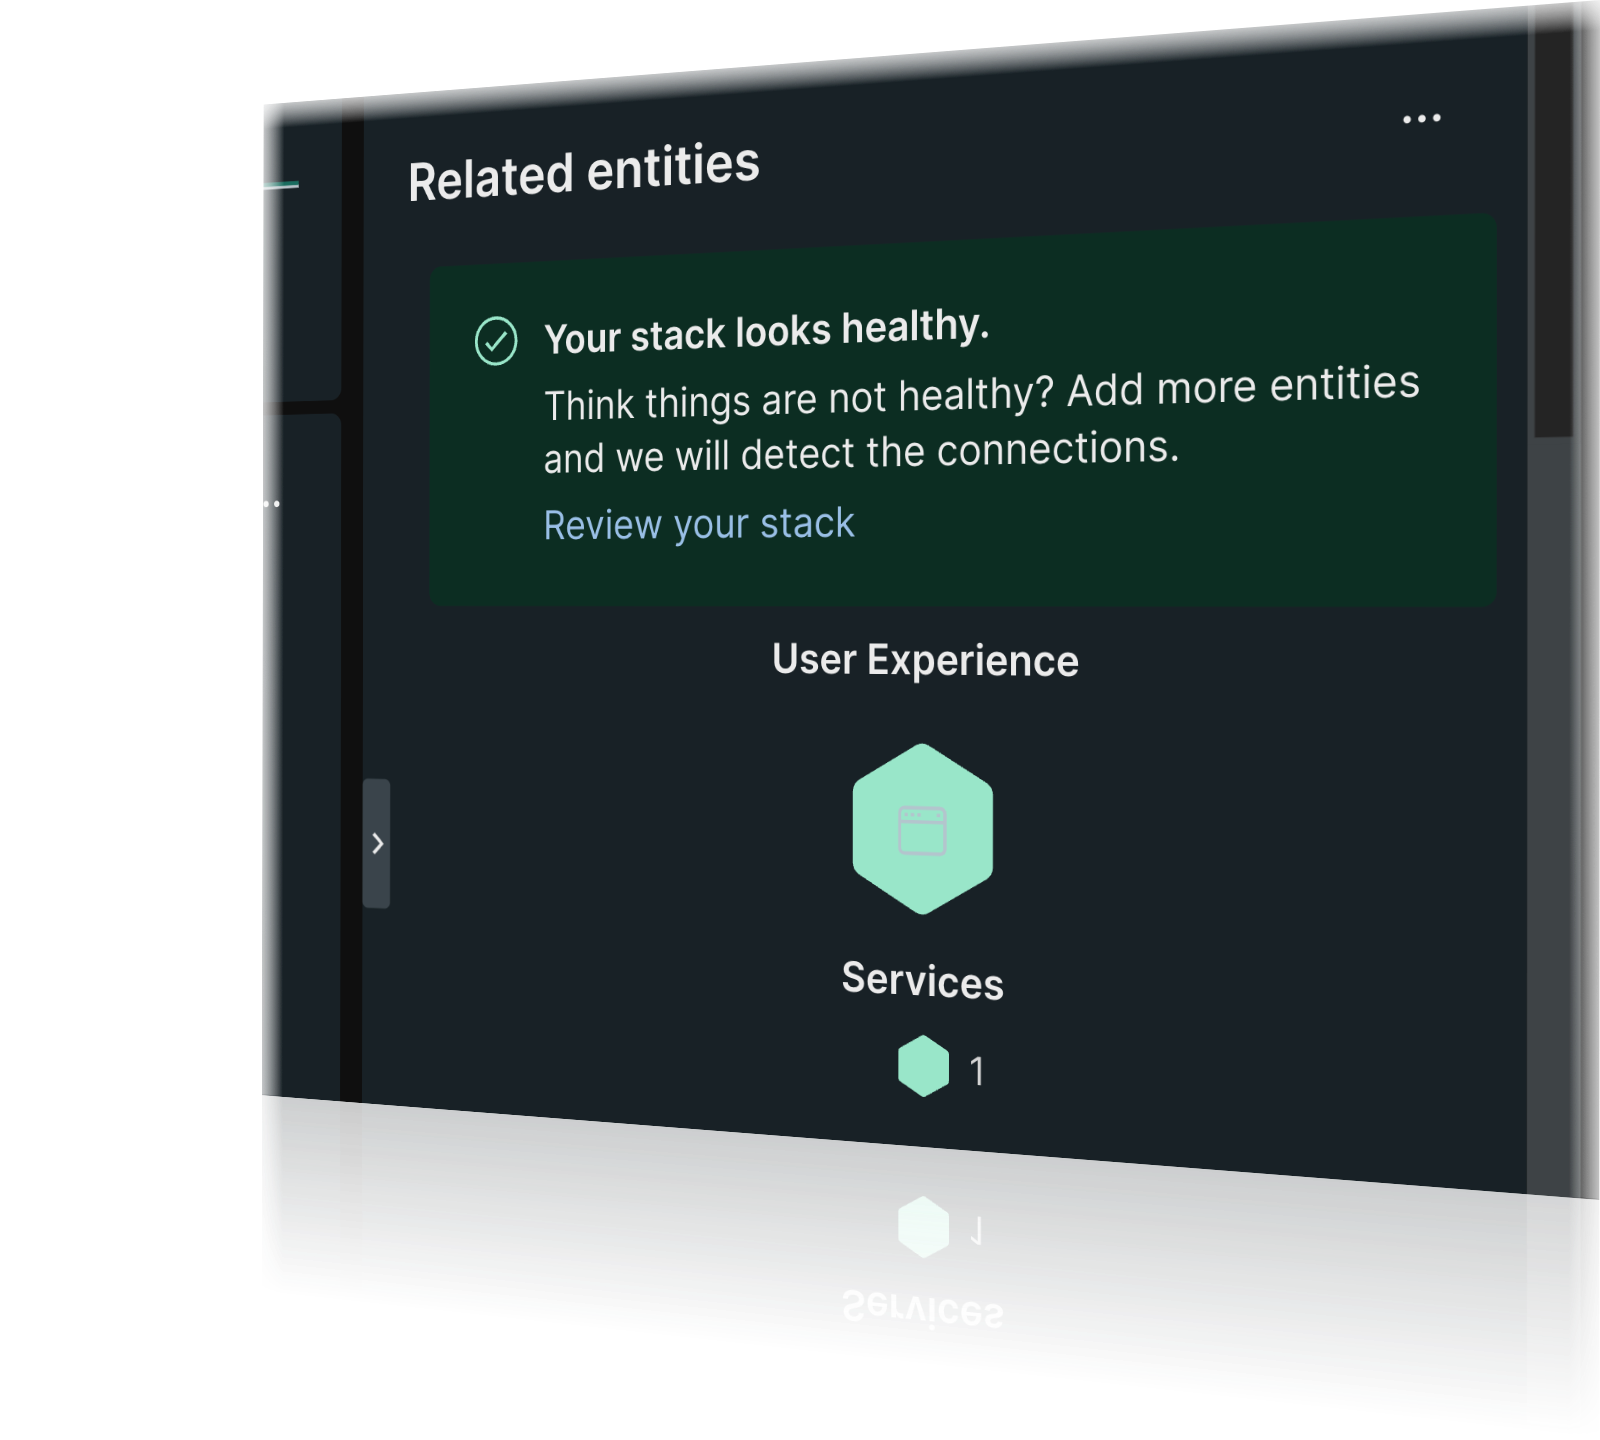 Related entities
Your stack looks healthy.
Think things are not healthy? Add more entities
and we will detect the connections.
Review your stack
User Experience
Services
1